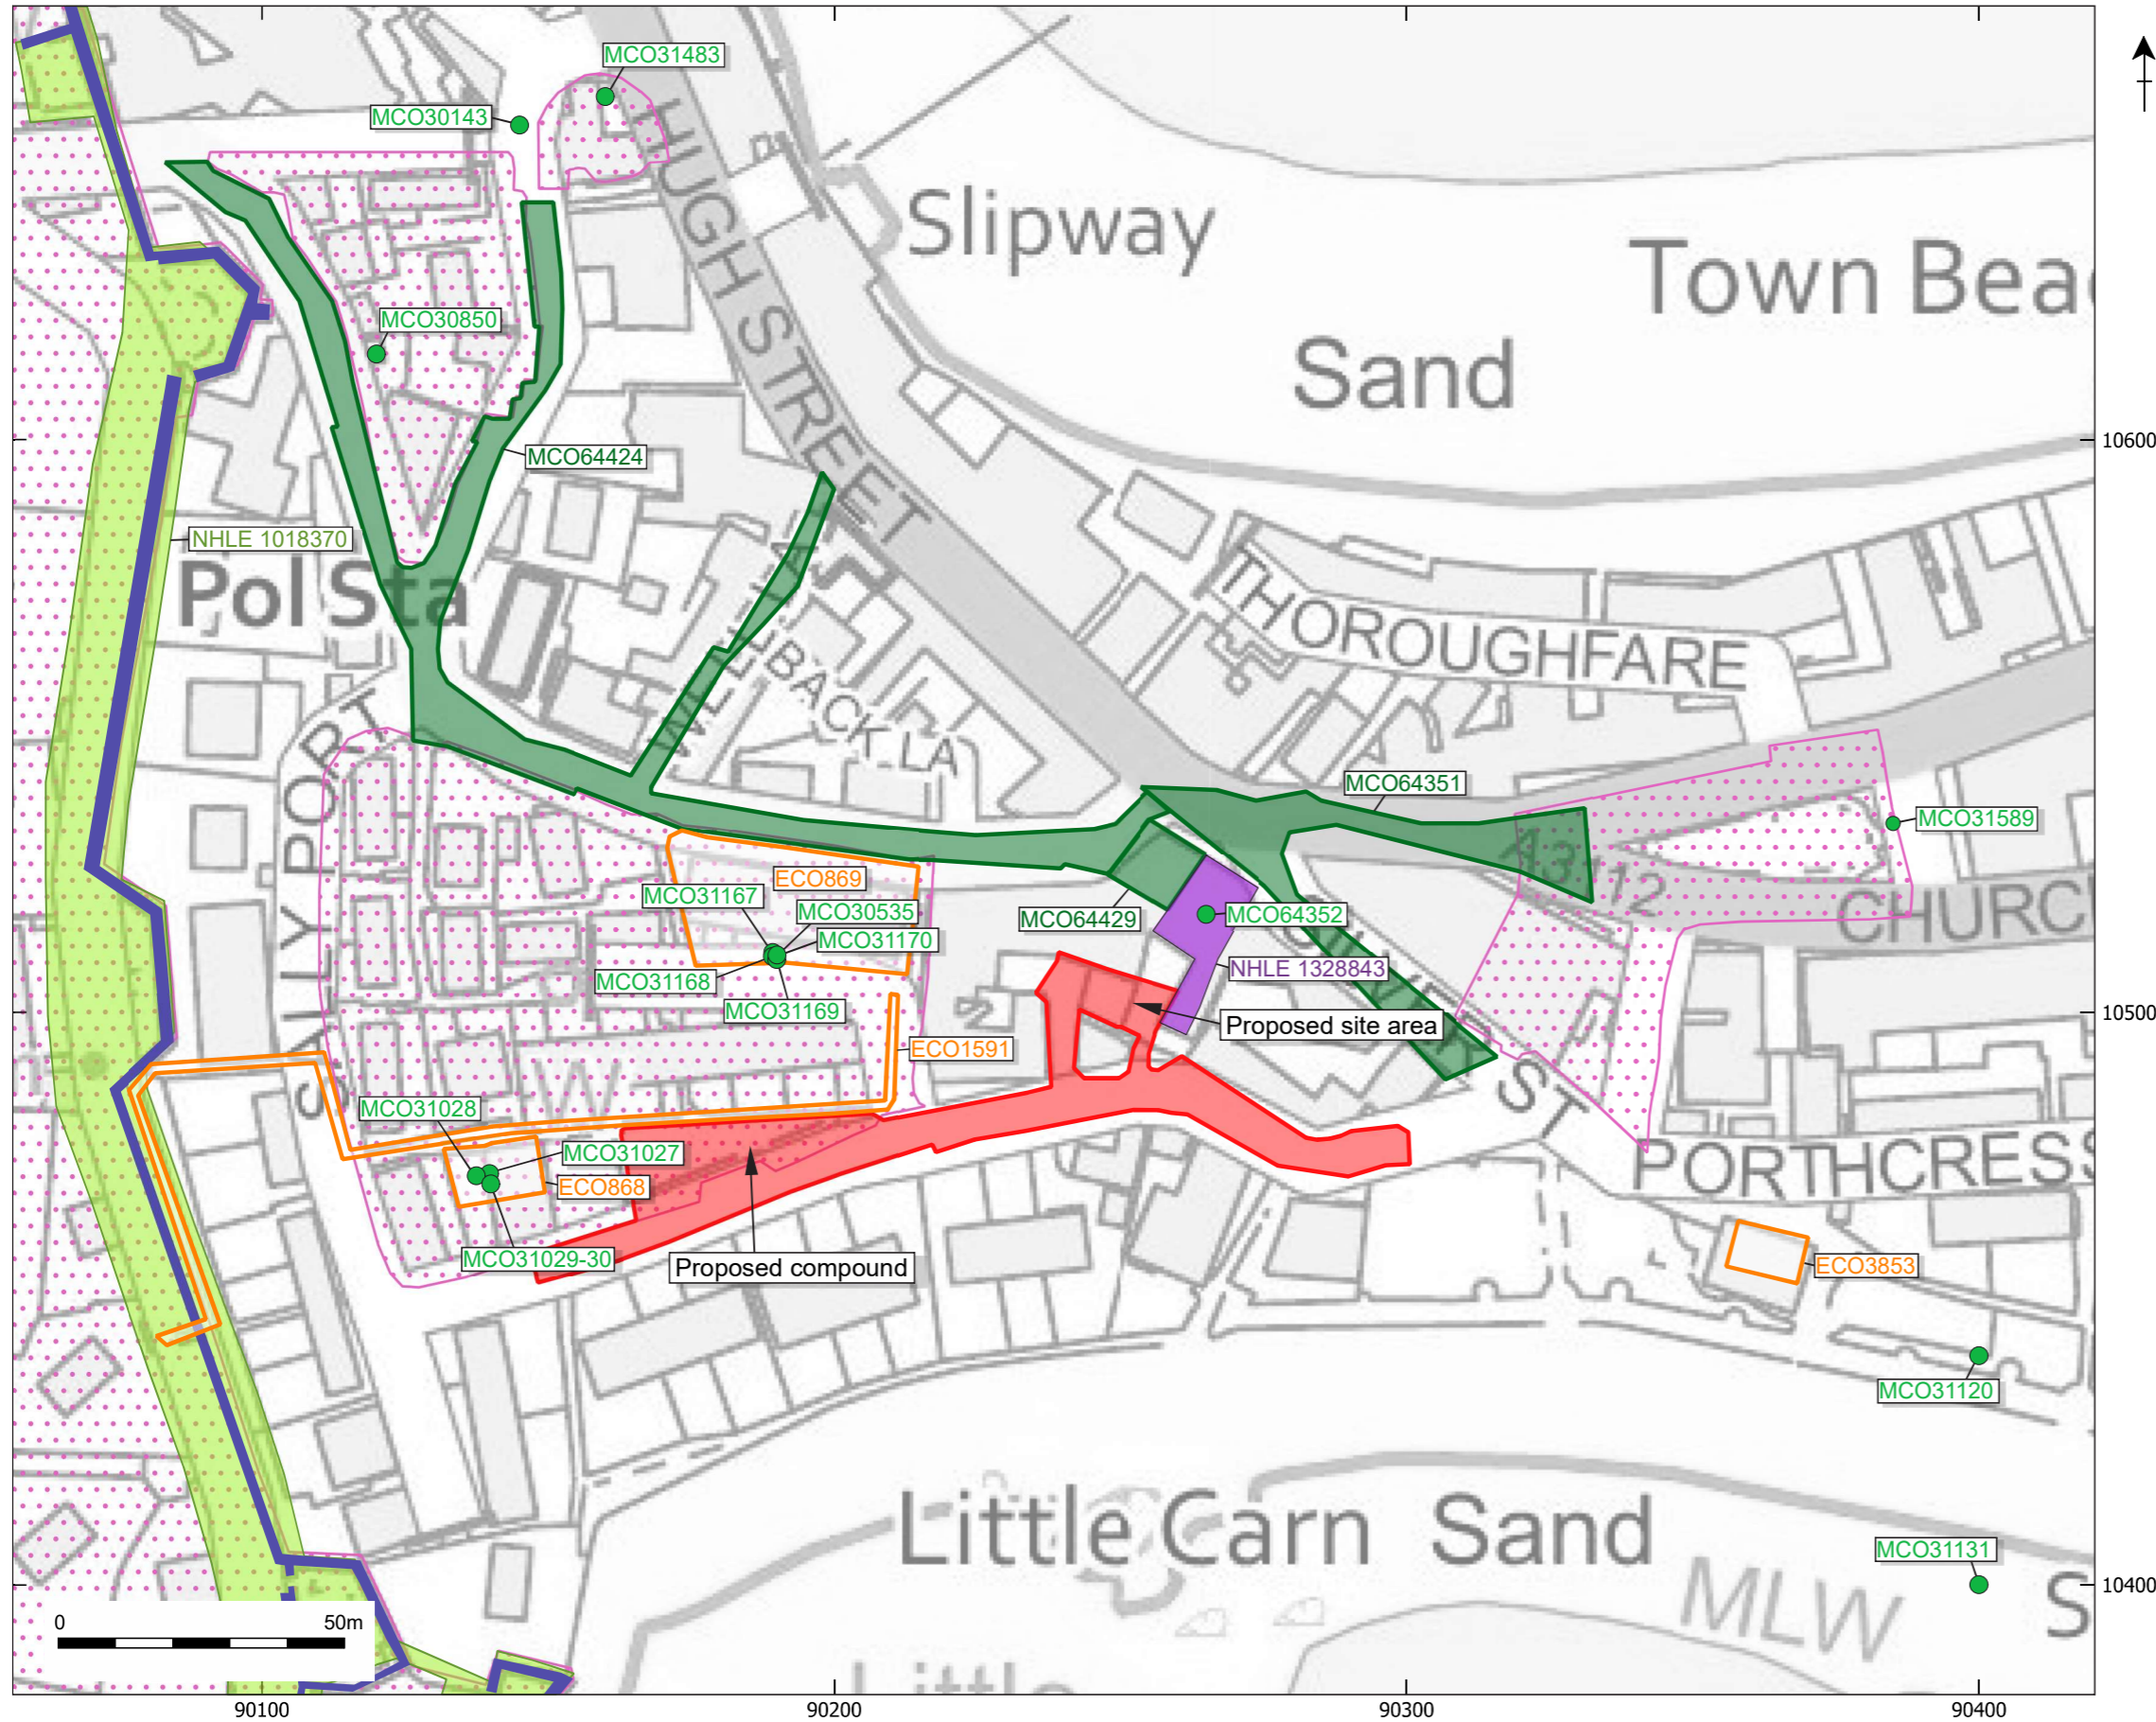 MCO31483
MCO30143
HUGH STREET
Slipway
Town Bea
Sand
MCO30850
10600
MCO64424
NHLE 1018370
Pol Sta
THOROUGHFARE
BACK LA
SALLY PORT
MCO64351
MCO31589
A3112
CHURC
ECO869
MCO31167
MCO30535
MCO31170
MCO31168
MCO31169
MCO64429
MCO64352
NHLE 1328843
10500
Proposed site area
ECO1591
ST
MCO31028
MCO31027
ECO868
MCO31029-30
Proposed compound
PORTHCRESS
ECO3853
MCO31120
Little Carn Sand
MCO31131
MLW
S
10400
0 50m
Little
90100 90200 90300 90400